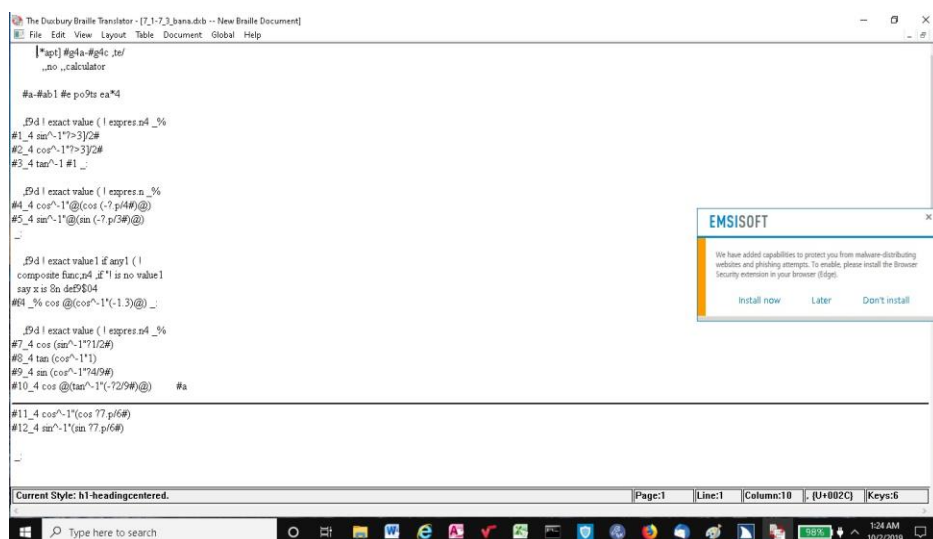 The Duxbury Braille Translator - [7_1-7_3_bana.dxb -- New Braille Document]
File Edit View Layout Table Document Global Help
"*apt] #g4a-#g4c ,te/
,,no ,,calculator
#a-#ab1 #e po9ts ea*4
,f9d ! exact value ( ! expres.n4 _%
#1_4 sin^-1"?>3]/2#
#2_4 cos^-1"?>3]/2#
#3_4 tan^-1 #1 _:
,f9d ! exact value ( ! expres.n _%
#4_4 cos^-1"@(cos (-?.p/4#)@)
#5_4 sin^-1"@(sin (-?.p/3#)@)
_:
,f9d ! exact value1 if any1 ( !
composite func;n4 ,if "! is no value1
say x is 8n def9$04
#f4 _% cos @(cos^-1"(-1.3)@) _:
,f9d ! exact value ( ! expres.n4 _%
#7_4 cos (sin^-1"?1/2#)
#8_4 tan (cos^-1"1)
#9_4 sin (cos^-1"?4/9#)
#10_4 cos @(tan^-1"(-?2/9#)@) #a
#11_4 cos^-1"(cos ?7.p/6#)
#12_4 sin^-1"(sin ?7.p/6#)
_:
EMSISOFT
We have added capabilities to protect you from malware-distributing
websites and phishing attempts. To enable, please install the Browser
Security extension in your browser (Edge).
Install now Later Don't install
Current Style: h1-headingcentered. Page:1 Line:1 Column:10 , (U+002C) Keys:6
Type here to search 98% 1:24 AM
10/2/2019